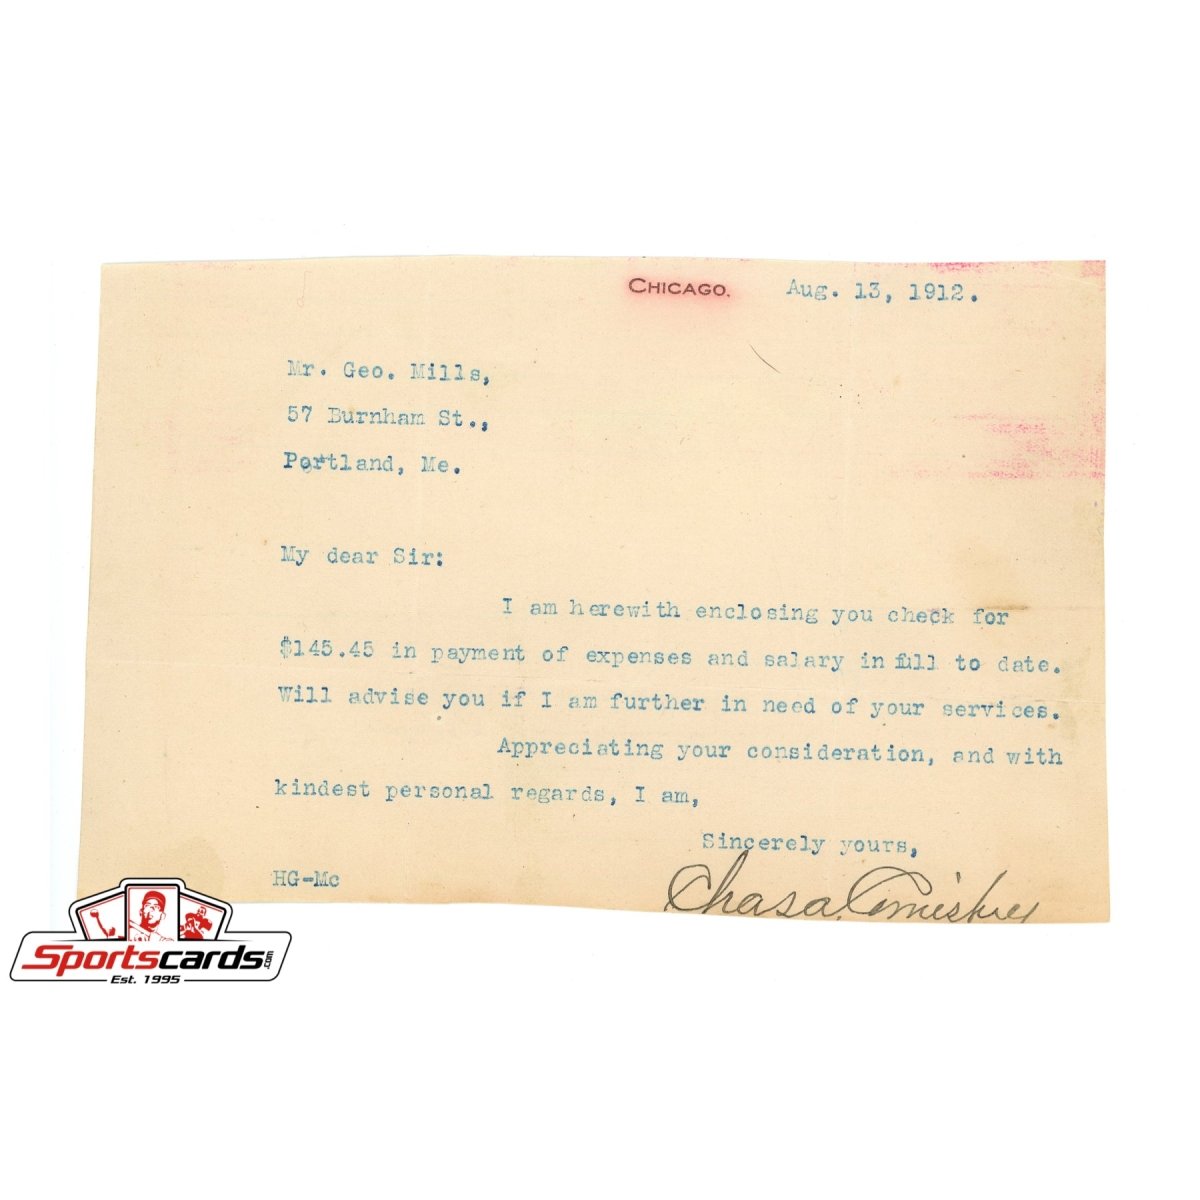 CHICAGO. Aug. 13, 1912.
Mr. Geo. Mills,
57 Burnham St.,
Portland, Me.
My dear Sir:
I am herewith enclosing you check for
$145.45 in payment of expenses and salary in full to date.
Will advise you if I am further in need of your services.
Appreciating your consideration, and with
kindest personal regards, I am,
Sincerely yours,
HG-Mc
Chas a. Comiskey
Sportscards.com
Est. 1995